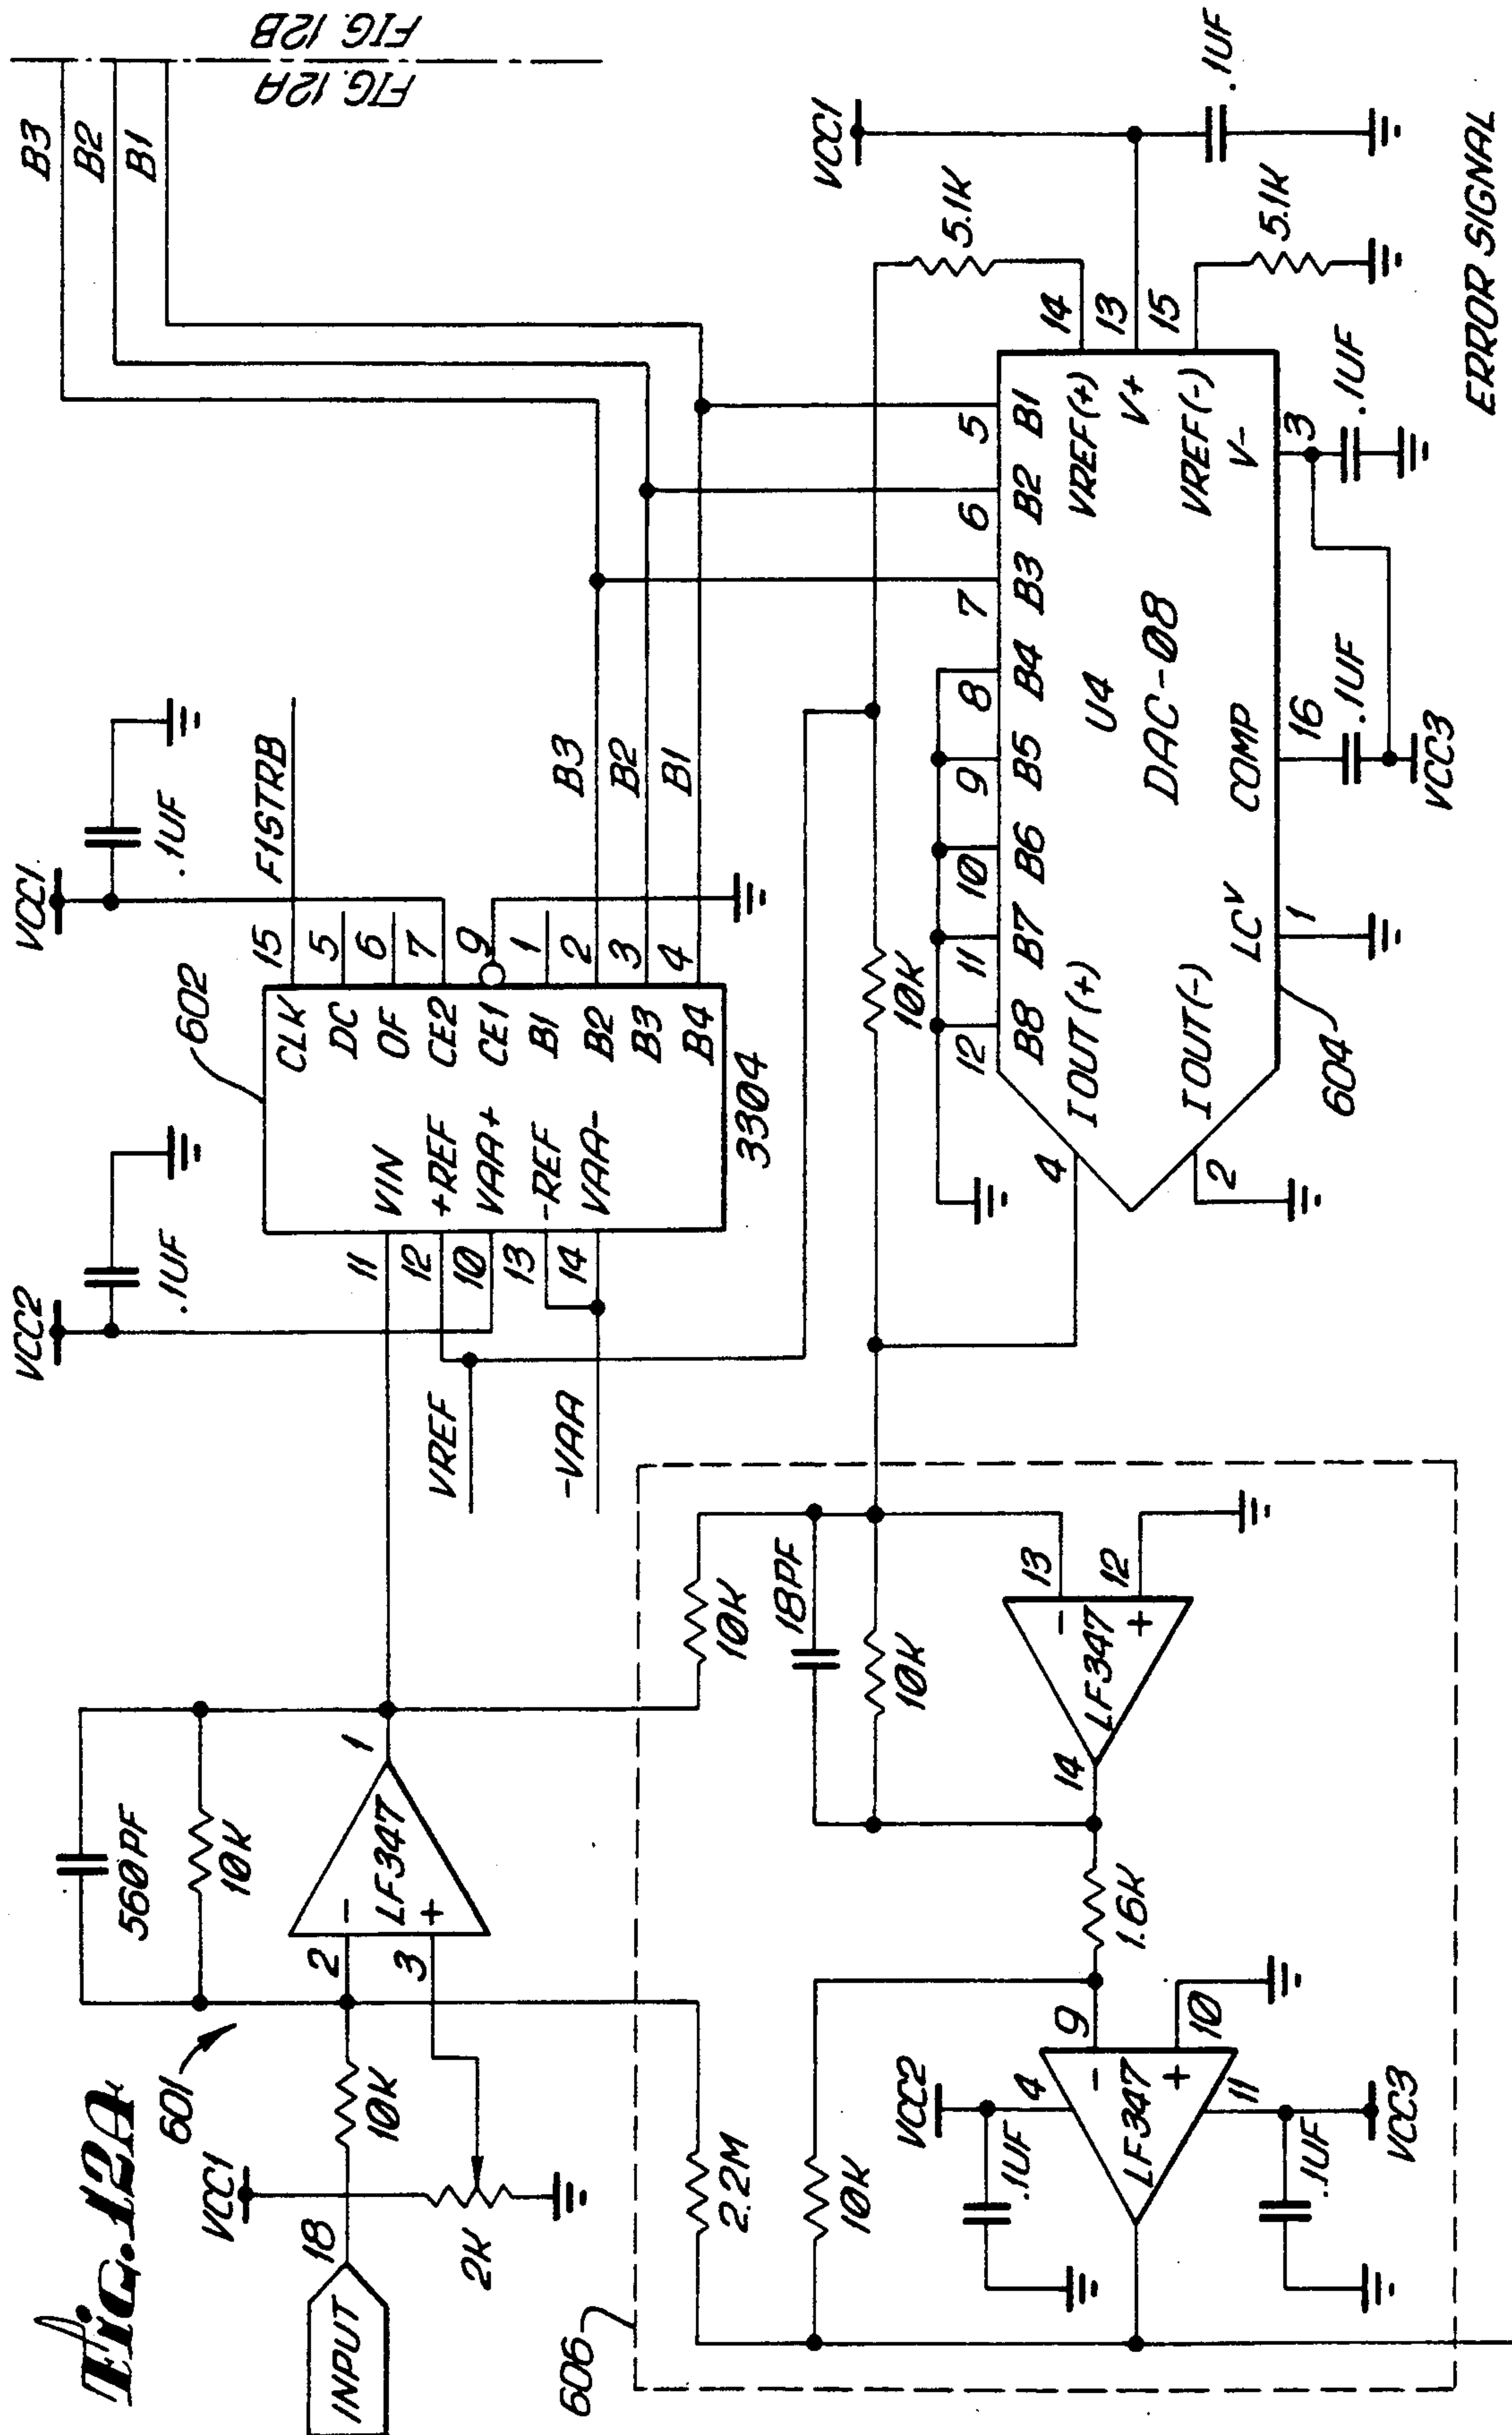 Fig. 12A
601
560PF
10K
INPUT
18
10K
VCC1
2K
2
3
-
+
LF347
1
VCC2
.1UF
VCC1
.1UF
602
11
12
10
13
14
VIN
+REF
VAA+
-REF
VAA-
CLK
DC
OF
CE2
CE1
B1
B2
B3
B4
15
5
6
7
9
1
2
3
4
3304
F1STRB
B3
B2
B1
B3
B2
B1
FIG. 12A
FIG. 12B
VREF
-VAA
606
2.2M
10K
10K
18PF
10K
10K
VCC2
.1UF
4
9
10
11
-
+
LF347
.1UF
VCC3
1.6K
14
13
12
-
+
LF347
12
11
10
9
8
7
6
5
B8
B7
B6
B5
B4
B3
B2
B1
4
IOUT(+)
2
IOUT(-)
U4
DAC-08
VREF(+)
V+
VREF(-)
V-
LCV
COMP
14
13
15
3
1
16
604
5.1K
VCC1
.1UF
5.1K
.1UF
.1UF
VCC3
ERROR SIGNAL